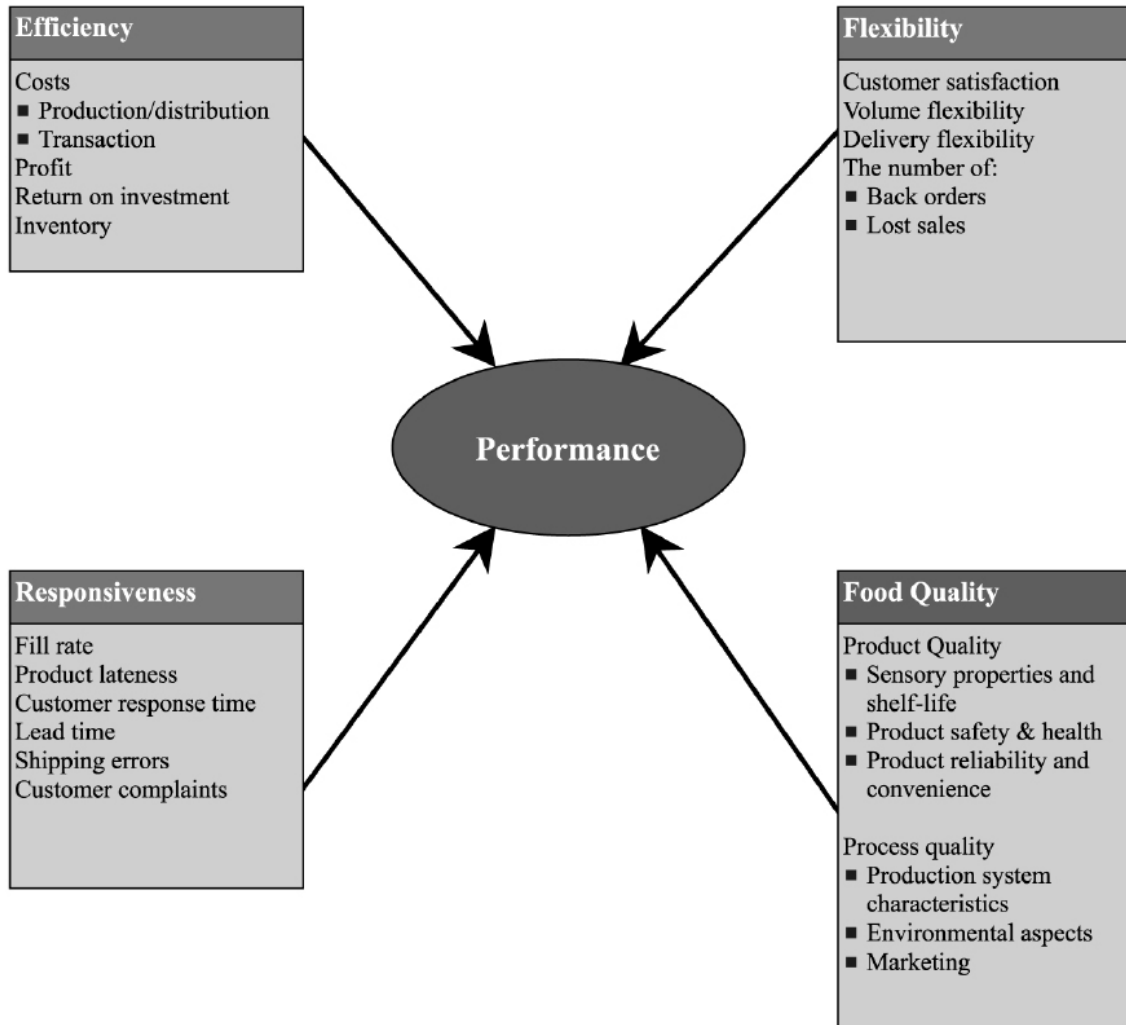 Efficiency
Costs
▪ Production/distribution
▪ Transaction
Profit
Return on investment
Inventory
Flexibility
Customer satisfaction
Volume flexibility
Delivery flexibility
The number of:
▪ Back orders
▪ Lost sales
Performance
Responsiveness
Fill rate
Product lateness
Customer response time
Lead time
Shipping errors
Customer complaints
Food Quality
Product Quality
▪ Sensory properties and
shelf-life
▪ Product safety & health
▪ Product reliability and
convenience
Process quality
▪ Production system
characteristics
▪ Environmental aspects
▪ Marketing